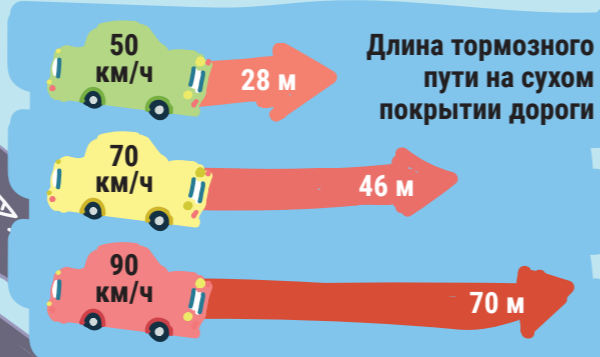 50
км/ч
28 м
Длина тормозного
пути на сухом
покрытии дороги
70
км/ч
46 м
90
км/ч
70 м